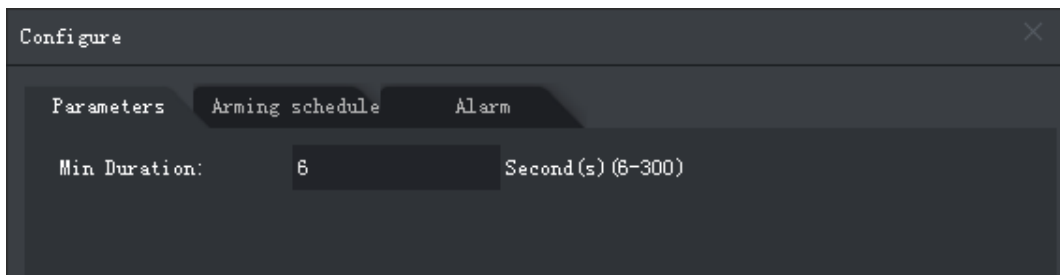 Configure
Parameters Arming schedule Alarm
Min Duration: 6 Second(s)(6-300)